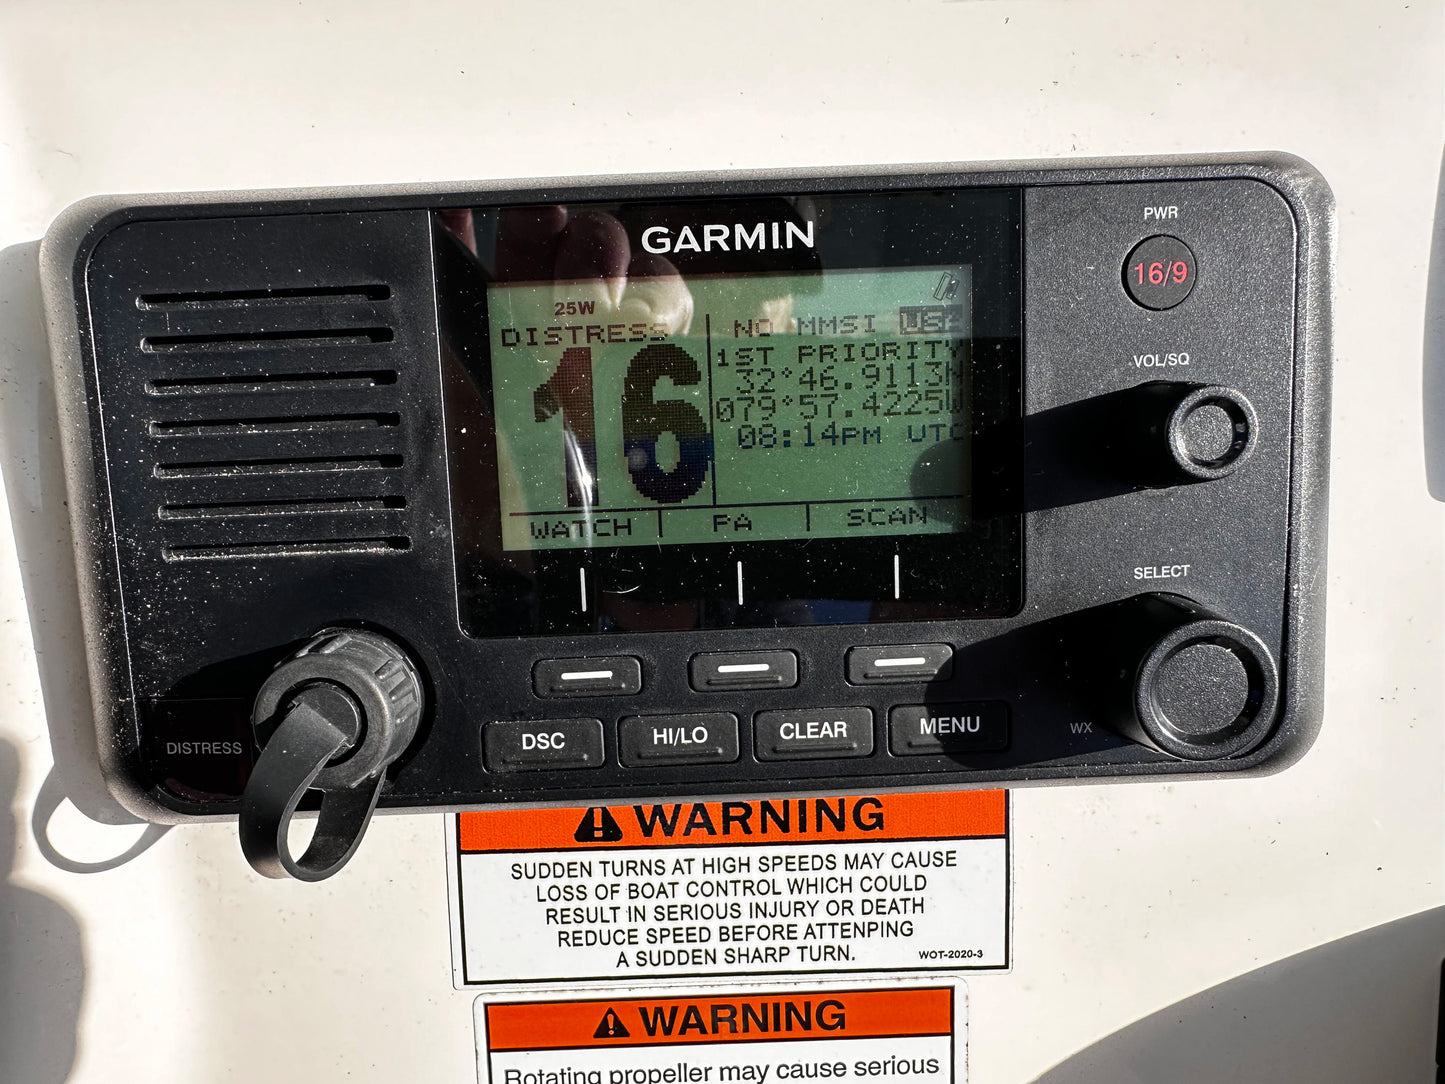 GARMIN
PWR
16/9
VOL/SQ
SELECT
WX
25W
DISTRESS
16
NO MMSI USA
1ST PRIORITY
32°46.9113N
079°57.4225W
08:14PM UTC
WATCH PA SCAN
DISTRESS
DSC HI/LO CLEAR MENU
WARNING
SUDDEN TURNS AT HIGH SPEEDS MAY CAUSE
LOSS OF BOAT CONTROL WHICH COULD
RESULT IN SERIOUS INJURY OR DEATH
REDUCE SPEED BEFORE ATTENPING
A SUDDEN SHARP TURN.
WOT-2020-3
WARNING
Rotating propeller may cause serious